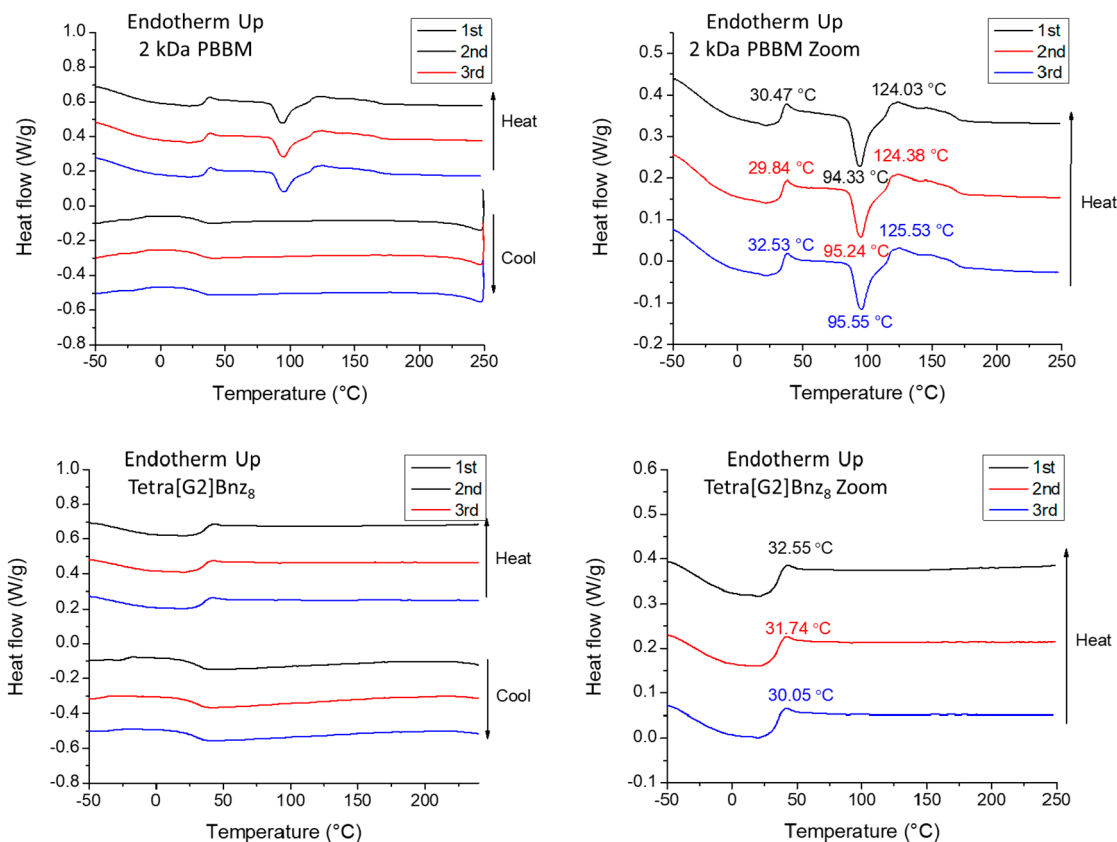 Endotherm Up
2 kDa PBBM
1st
2nd
3rd
1.0
0.8
0.6
0.4
0.2
0.0
-0.2
-0.4
-0.6
-0.8
Heat flow (W/g)
Heat
Cool
-50 0 50 100 150 200 250
Temperature (°C)
Endotherm Up
2 kDa PBBM Zoom
1st
2nd
3rd
0.5
0.4
0.3
0.2
0.1
0.0
-0.1
-0.2
Heat flow (W/g)
30.47 °C
124.03 °C
94.33 °C
29.84 °C
124.38 °C
95.24 °C
32.53 °C
125.53 °C
95.55 °C
Heat
-50 0 50 100 150 200 250
Temperature (°C)
Endotherm Up
Tetra[G2]Bnz₈
1st
2nd
3rd
1.0
0.8
0.6
0.4
0.2
0.0
-0.2
-0.4
-0.6
-0.8
Heat flow (W/g)
Heat
Cool
-50 0 50 100 150 200
Temperature (°C)
Endotherm Up
Tetra[G2]Bnz₈ Zoom
1st
2nd
3rd
0.6
0.5
0.4
0.3
0.2
0.1
0.0
-0.1
Heat flow (W/g)
32.55 °C
31.74 °C
30.05 °C
Heat
-50 0 50 100 150 200 250
Temperature (°C)